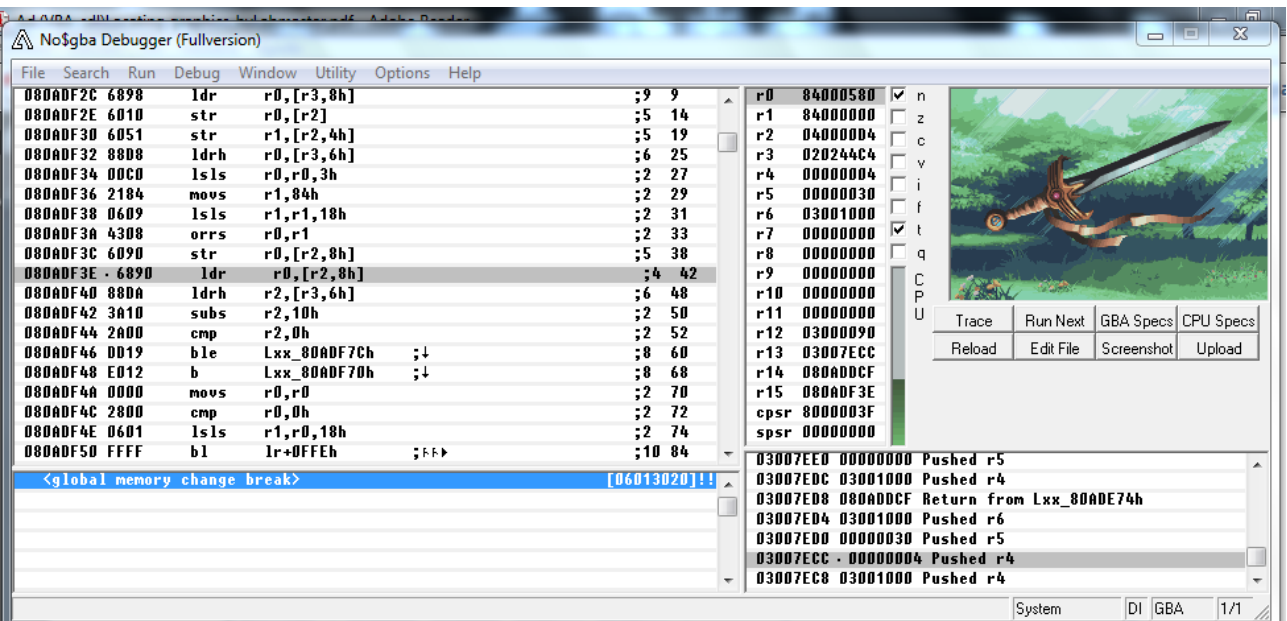 No$gba Debugger (Fullversion)
File Search Run Debug Window Utility Options Help
080ADF2C 6898 ldr r0,[r3,8h] ;9 9
080ADF2E 6010 str r0,[r2] ;5 14
080ADF30 6051 str r1,[r2,4h] ;5 19
080ADF32 88D8 ldrh r0,[r3,6h] ;6 25
080ADF34 00C0 lsls r0,r0,3h ;2 27
080ADF36 2184 movs r1,84h ;2 29
080ADF38 0609 lsls r1,r1,18h ;2 31
080ADF3A 4308 orrs r0,r1 ;2 33
080ADF3C 6090 str r0,[r2,8h] ;5 38
080ADF3E · 6890 ldr r0,[r2,8h] ;4 42
080ADF40 88DA ldrh r2,[r3,6h] ;6 48
080ADF42 3A10 subs r2,10h ;2 50
080ADF44 2A00 cmp r2,0h ;2 52
080ADF46 DD19 ble Lxx_80ADF7Ch ;↓ ;8 60
080ADF48 E012 b Lxx_80ADF70h ;↓ ;8 68
080ADF4A 0000 movs r0,r0 ;2 70
080ADF4C 2800 cmp r0,0h ;2 72
080ADF4E 0601 lsls r1,r0,18h ;2 74
080ADF50 FFFF bl lr+0FFEh ;10 84
r0 84000580 n
r1 84000000 z
r2 040000D4 c
r3 020244C4 v
r4 00000004 i
r5 00000030 f
r6 03001000 t
r7 00000000 q
r8 00000000
r9 00000000
r10 00000000
r11 00000000
r12 03000090
r13 03007ECC
r14 080ADDCF
r15 080ADF3E
cpsr 8000003F
spsr 00000000
CPU
Trace Run Next GBA Specs CPU Specs
Reload Edit File Screenshot Upload
<global memory change break> [06013020]!!
03007EE0 00000000 Pushed r5
03007EDC 03001000 Pushed r4
03007ED8 080ADDCF Return from Lxx_80ADE74h
03007ED4 03001000 Pushed r6
03007ED0 00000030 Pushed r5
03007ECC · 00000004 Pushed r4
03007EC8 03001000 Pushed r4
System DI GBA 1/1